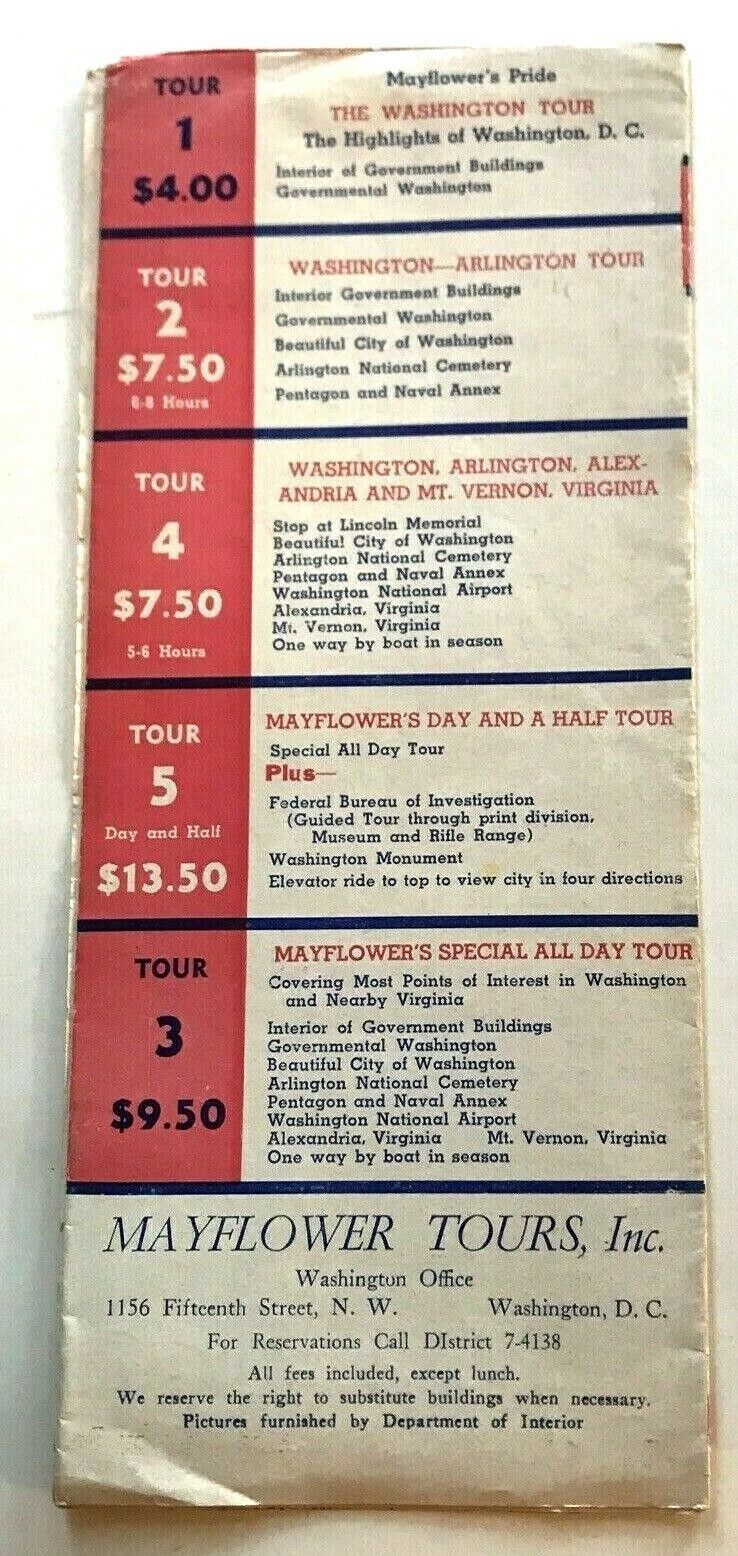 TOUR
1
$4.00
Mayflower's Pride
THE WASHINGTON TOUR
The Highlights of Washington, D. C.
Interior of Government Buildings
Governmental Washington
TOUR
2
$7.50
6-8 Hours
WASHINGTON—ARLINGTON TOUR
Interior Government Buildings
Governmental Washington
Beautiful City of Washington
Arlington National Cemetery
Pentagon and Naval Annex
TOUR
4
$7.50
5-6 Hours
WASHINGTON, ARLINGTON, ALEX-
ANDRIA AND MT. VERNON, VIRGINIA
Stop at Lincoln Memorial
Beautiful City of Washington
Arlington National Cemetery
Pentagon and Naval Annex
Washington National Airport
Alexandria, Virginia
Mt. Vernon, Virginia
One way by boat in season
TOUR
5
Day and Half
$13.50
MAYFLOWER'S DAY AND A HALF TOUR
Special All Day Tour
Plus—
Federal Bureau of Investigation
(Guided Tour through print division,
Museum and Rifle Range)
Washington Monument
Elevator ride to top to view city in four directions
TOUR
3
$9.50
MAYFLOWER'S SPECIAL ALL DAY TOUR
Covering Most Points of Interest in Washington
and Nearby Virginia
Interior of Government Buildings
Governmental Washington
Beautiful City of Washington
Arlington National Cemetery
Pentagon and Naval Annex
Washington National Airport
Alexandria, Virginia Mt. Vernon, Virginia
One way by boat in season
MAYFLOWER TOURS, Inc.
Washington Office
1156 Fifteenth Street, N. W. Washington, D. C.
For Reservations Call DIstrict 7-4138
All fees included, except lunch.
We reserve the right to substitute buildings when necessary.
Pictures furnished by Department of Interior